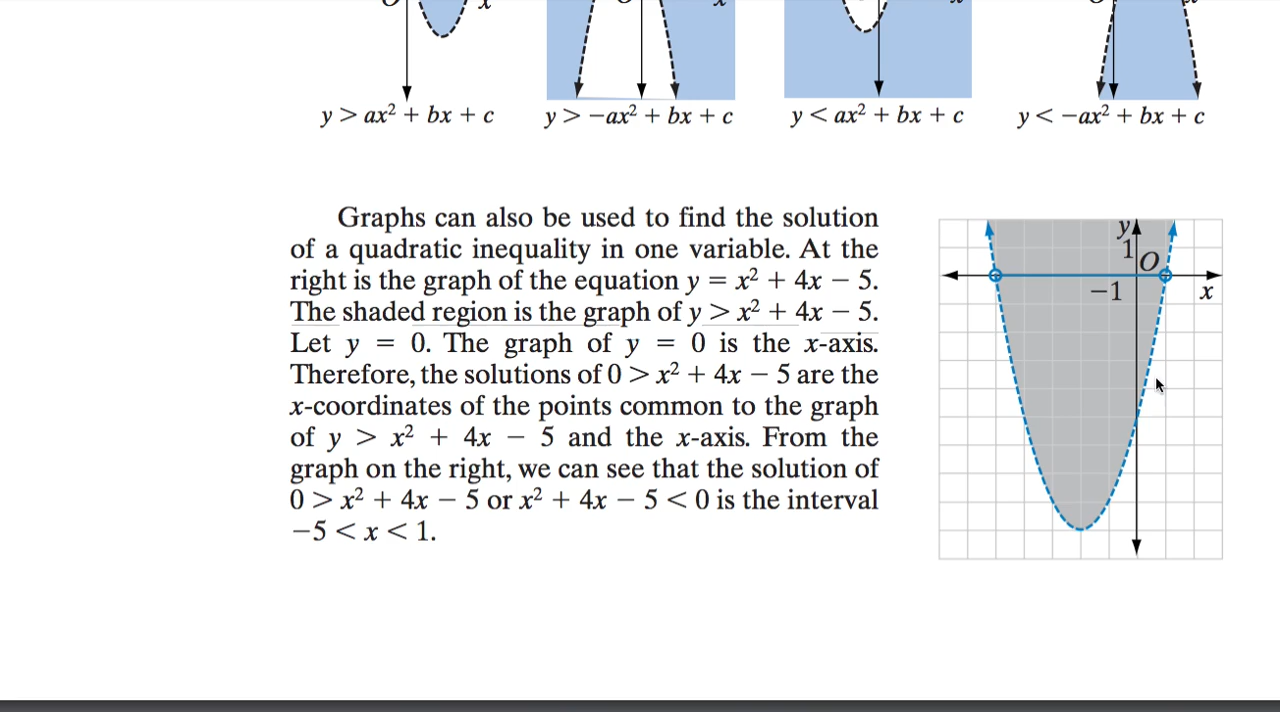 y > ax² + bx + c
y > −ax² + bx + c
y < ax² + bx + c
y < −ax² + bx + c
Graphs can also be used to find the solution
of a quadratic inequality in one variable. At the
right is the graph of the equation y = x² + 4x − 5.
The shaded region is the graph of y > x² + 4x − 5.
Let y = 0. The graph of y = 0 is the x-axis.
Therefore, the solutions of 0 > x² + 4x − 5 are the
x-coordinates of the points common to the graph
of y > x² + 4x − 5 and the x-axis. From the
graph on the right, we can see that the solution of
0 > x² + 4x − 5 or x² + 4x − 5 < 0 is the interval
−5 < x < 1.
y
1
O
−1
x